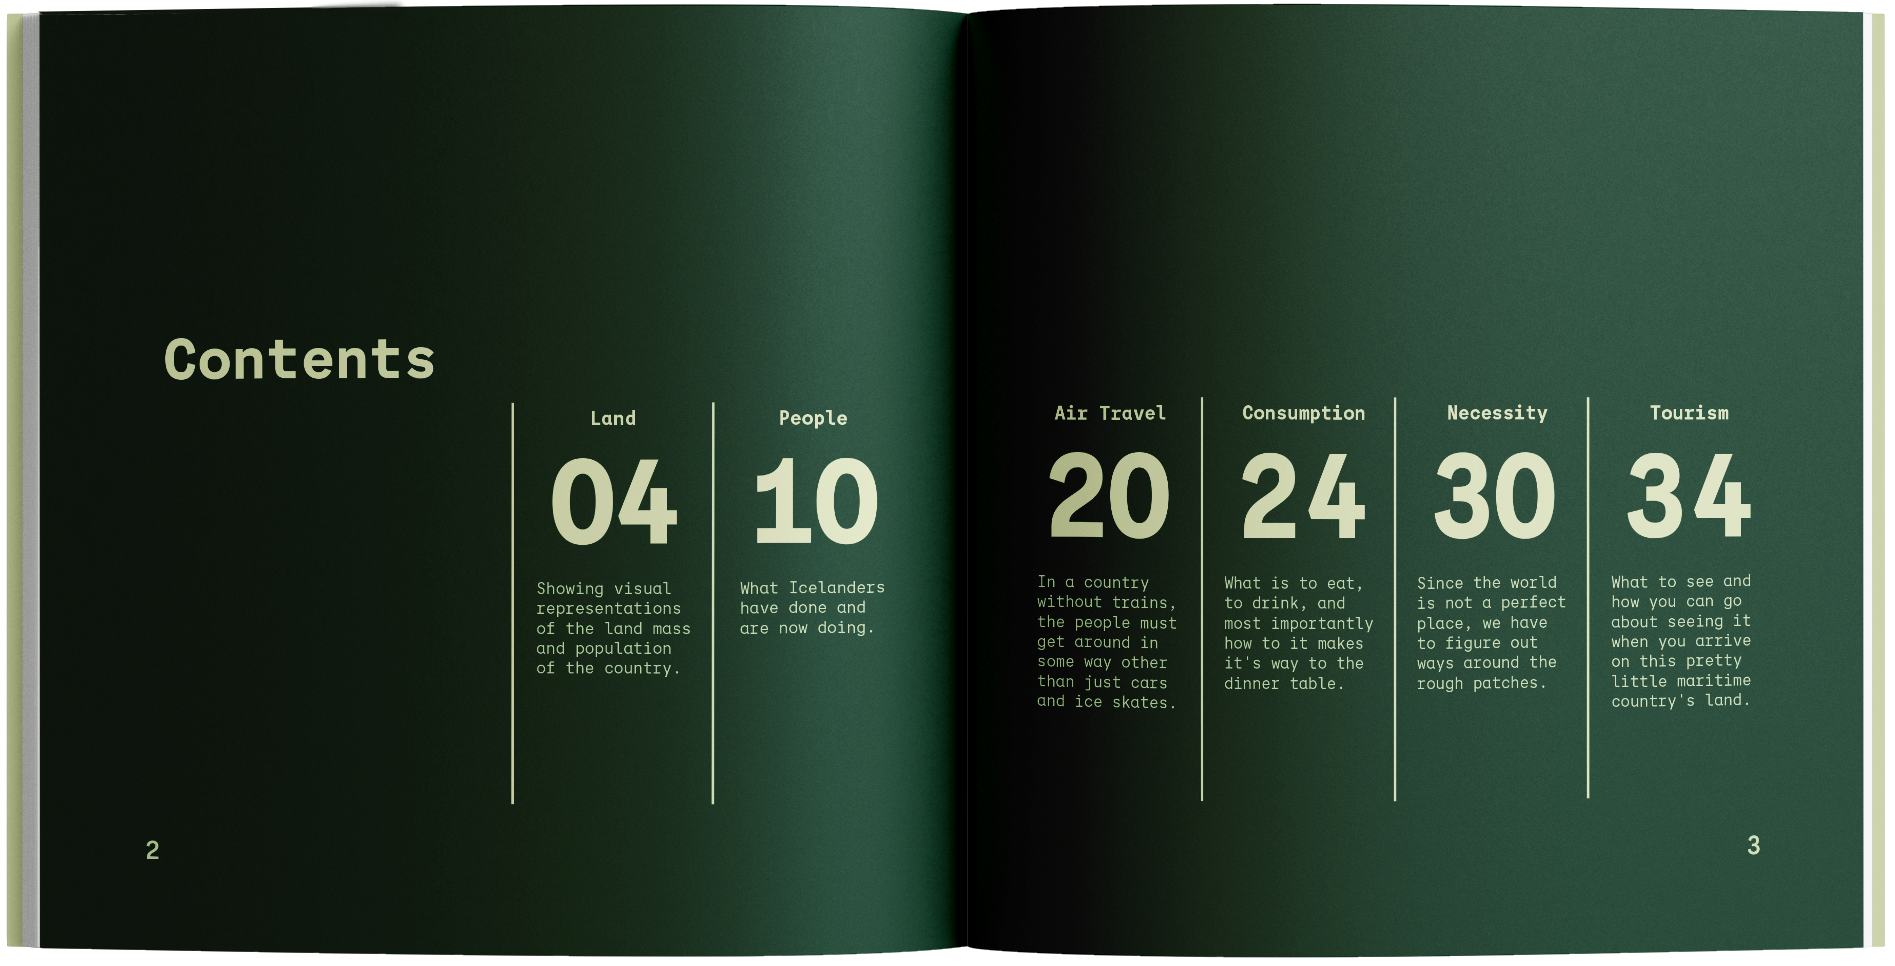 Contents
Land
04
Showing visual
representations
of the land mass
and population
of the country.
People
10
What Icelanders
have done and
are now doing.
2
Air Travel
20
In a country
without trains,
the people must
get around in
some way other
than just cars
and ice skates.
Consumption
24
What is to eat,
to drink, and
most importantly
how to it makes
it's way to the
dinner table.
Necessity
30
Since the world
is not a perfect
place, we have
to figure out
ways around the
rough patches.
Tourism
34
What to see and
how you can go
about seeing it
when you arrive
on this pretty
little maritime
country's land.
3